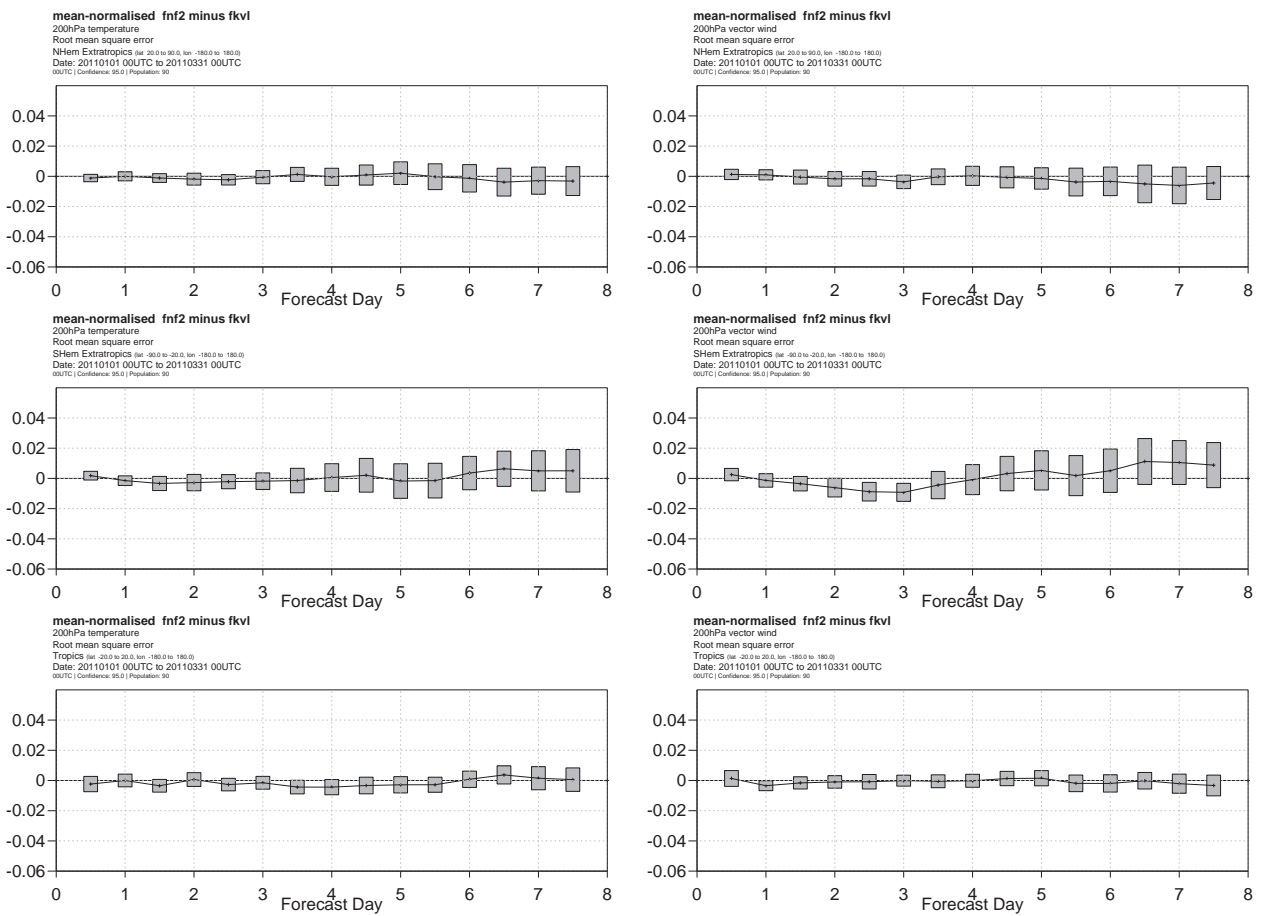 mean-normalised fnf2 minus fkvl
200hPa temperature
Root mean square error
NHem Extratropics (lat 20.0 to 90.0, lon -180.0 to 180.0)
Date: 20110101 00UTC to 20110331 00UTC
00UTC | Confidence: 95.0 | Population: 90
0.04
0.02
0
-0.02
-0.04
-0.06
0 1 2 3 4 5 6 7 8
Forecast Day
mean-normalised fnf2 minus fkvl
200hPa vector wind
Root mean square error
NHem Extratropics (lat 20.0 to 90.0, lon -180.0 to 180.0)
Date: 20110101 00UTC to 20110331 00UTC
00UTC | Confidence: 95.0 | Population: 90
0.04
0.02
0
-0.02
-0.04
-0.06
0 1 2 3 4 5 6 7 8
Forecast Day
mean-normalised fnf2 minus fkvl
200hPa temperature
Root mean square error
SHem Extratropics (lat -90.0 to -20.0, lon -180.0 to 180.0)
Date: 20110101 00UTC to 20110331 00UTC
00UTC | Confidence: 95.0 | Population: 90
0.04
0.02
0
-0.02
-0.04
-0.06
0 1 2 3 4 5 6 7 8
Forecast Day
mean-normalised fnf2 minus fkvl
200hPa vector wind
Root mean square error
SHem Extratropics (lat -90.0 to -20.0, lon -180.0 to 180.0)
Date: 20110101 00UTC to 20110331 00UTC
00UTC | Confidence: 95.0 | Population: 90
0.04
0.02
0
-0.02
-0.04
-0.06
0 1 2 3 4 5 6 7 8
Forecast Day
mean-normalised fnf2 minus fkvl
200hPa temperature
Root mean square error
Tropics (lat -20.0 to 20.0, lon -180.0 to 180.0)
Date: 20110101 00UTC to 20110331 00UTC
00UTC | Confidence: 95.0 | Population: 90
0.04
0.02
0
-0.02
-0.04
-0.06
0 1 2 3 4 5 6 7 8
Forecast Day
mean-normalised fnf2 minus fkvl
200hPa vector wind
Root mean square error
Tropics (lat -20.0 to 20.0, lon -180.0 to 180.0)
Date: 20110101 00UTC to 20110331 00UTC
00UTC | Confidence: 95.0 | Population: 90
0.04
0.02
0
-0.02
-0.04
-0.06
0 1 2 3 4 5 6 7 8
Forecast Day